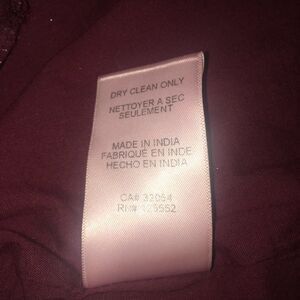 DRY CLEAN ONLY
NETTOYER A SEC
SEULEMENT
MADE IN INDIA
FABRIQUE EN INDE
HECHO EN INDIA
CA#
RN#